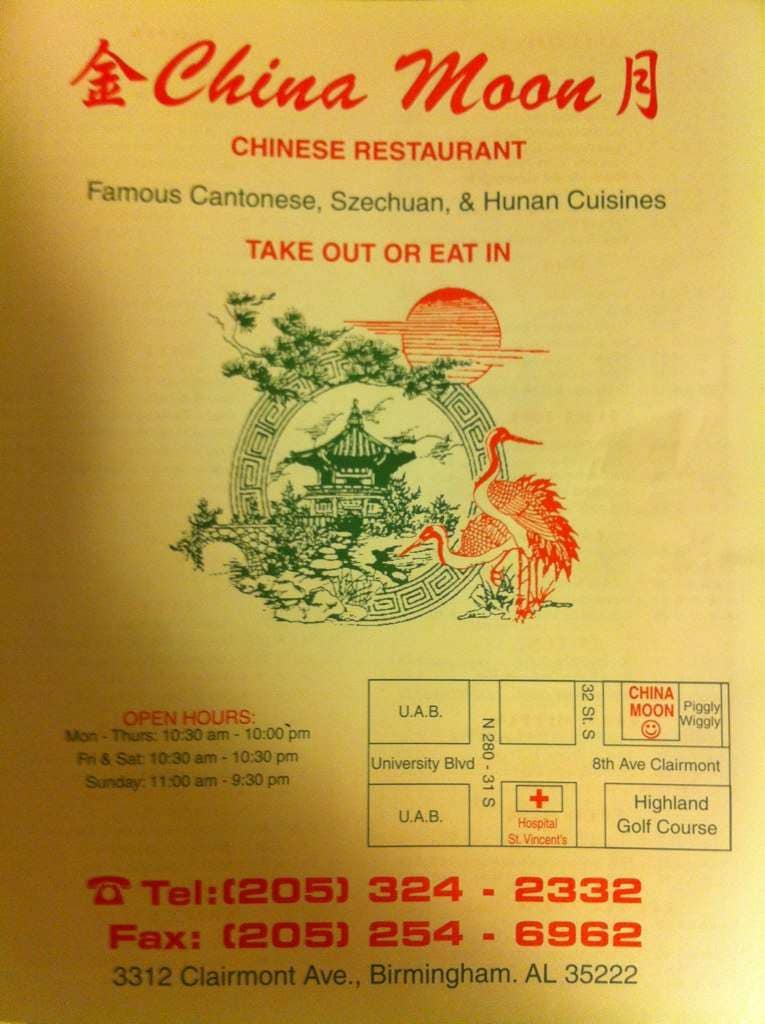 金 China Moon 月
CHINESE RESTAURANT
Famous Cantonese, Szechuan, & Hunan Cuisines
TAKE OUT OR EAT IN
OPEN HOURS:
Mon - Thurs: 10:30 am - 10:00 pm
Fri & Sat: 10:30 am - 10:30 pm
Sunday: 11:00 am - 9:30 pm
U.A.B.
N 280 - 31 S
32 St. S
CHINA
MOON
Piggly
Wiggly
University Blvd
8th Ave Clairmont
U.A.B.
Hospital
St. Vincent's
Highland
Golf Course
Tel:(205) 324 - 2332
Fax: (205) 254 - 6962
3312 Clairmont Ave., Birmingham. AL 35222